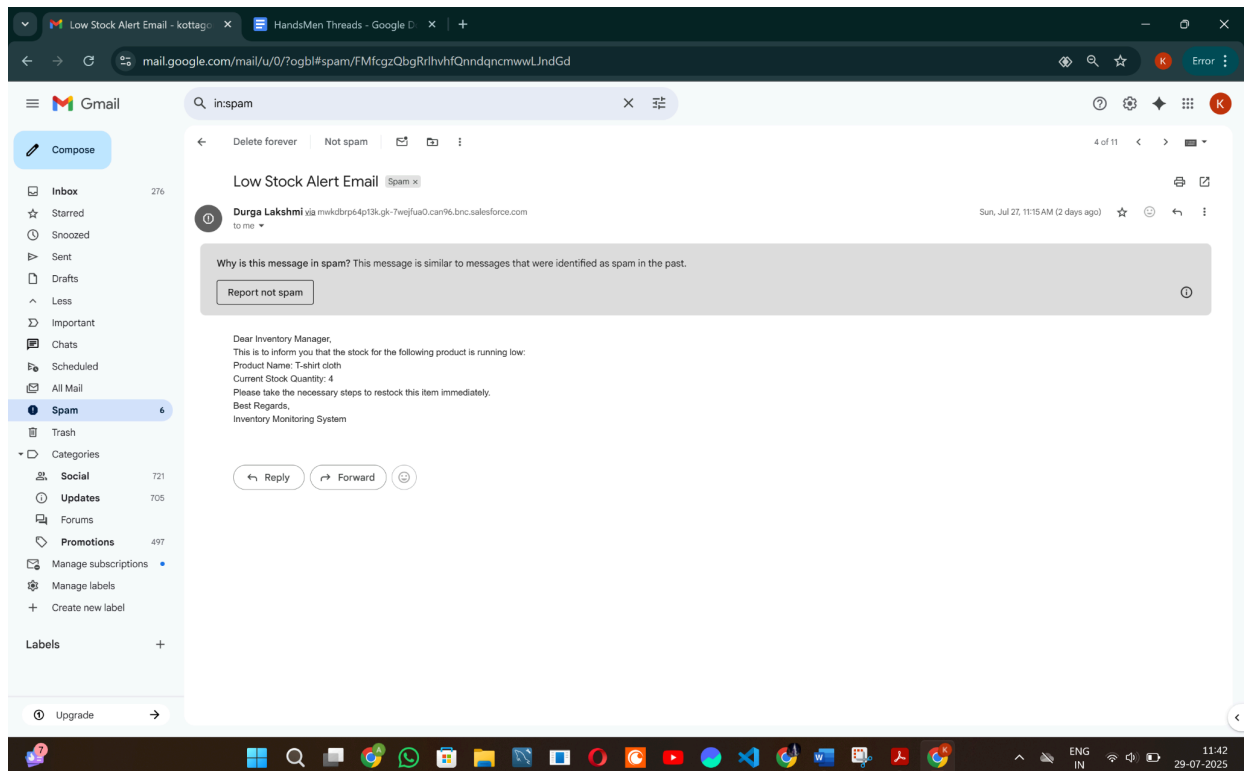 Low Stock Alert Email - kottago
HandsMen Threads - Google D
mail.google.com/mail/u/0/?ogbl#spam/FMfcgzQbgRrlhvhfQnndqncmwwLJndGd
K
Error
Gmail
in:spam
K
Compose
Delete forever
Not spam
4 of 11
Low Stock Alert Email
Spam ×
Inbox 276
Starred
Snoozed
Sent
Drafts
Less
Important
Chats
Scheduled
All Mail
Spam 6
Trash
Categories
Social 721
Updates 705
Forums
Promotions 497
Manage subscriptions
Manage labels
Create new label
Labels
Upgrade
Durga Lakshmi via mwkdbrp64p13k.gk-7wejfua0.can96.bnc.salesforce.com
Sun, Jul 27, 11:15 AM (2 days ago)
to me
Why is this message in spam? This message is similar to messages that were identified as spam in the past.
Report not spam
Dear Inventory Manager,
This is to inform you that the stock for the following product is running low:
Product Name: T-shirt cloth
Current Stock Quantity: 4
Please take the necessary steps to restock this item immediately.
Best Regards,
Inventory Monitoring System
Reply
Forward
7
ENG
IN
11:42
29-07-2025